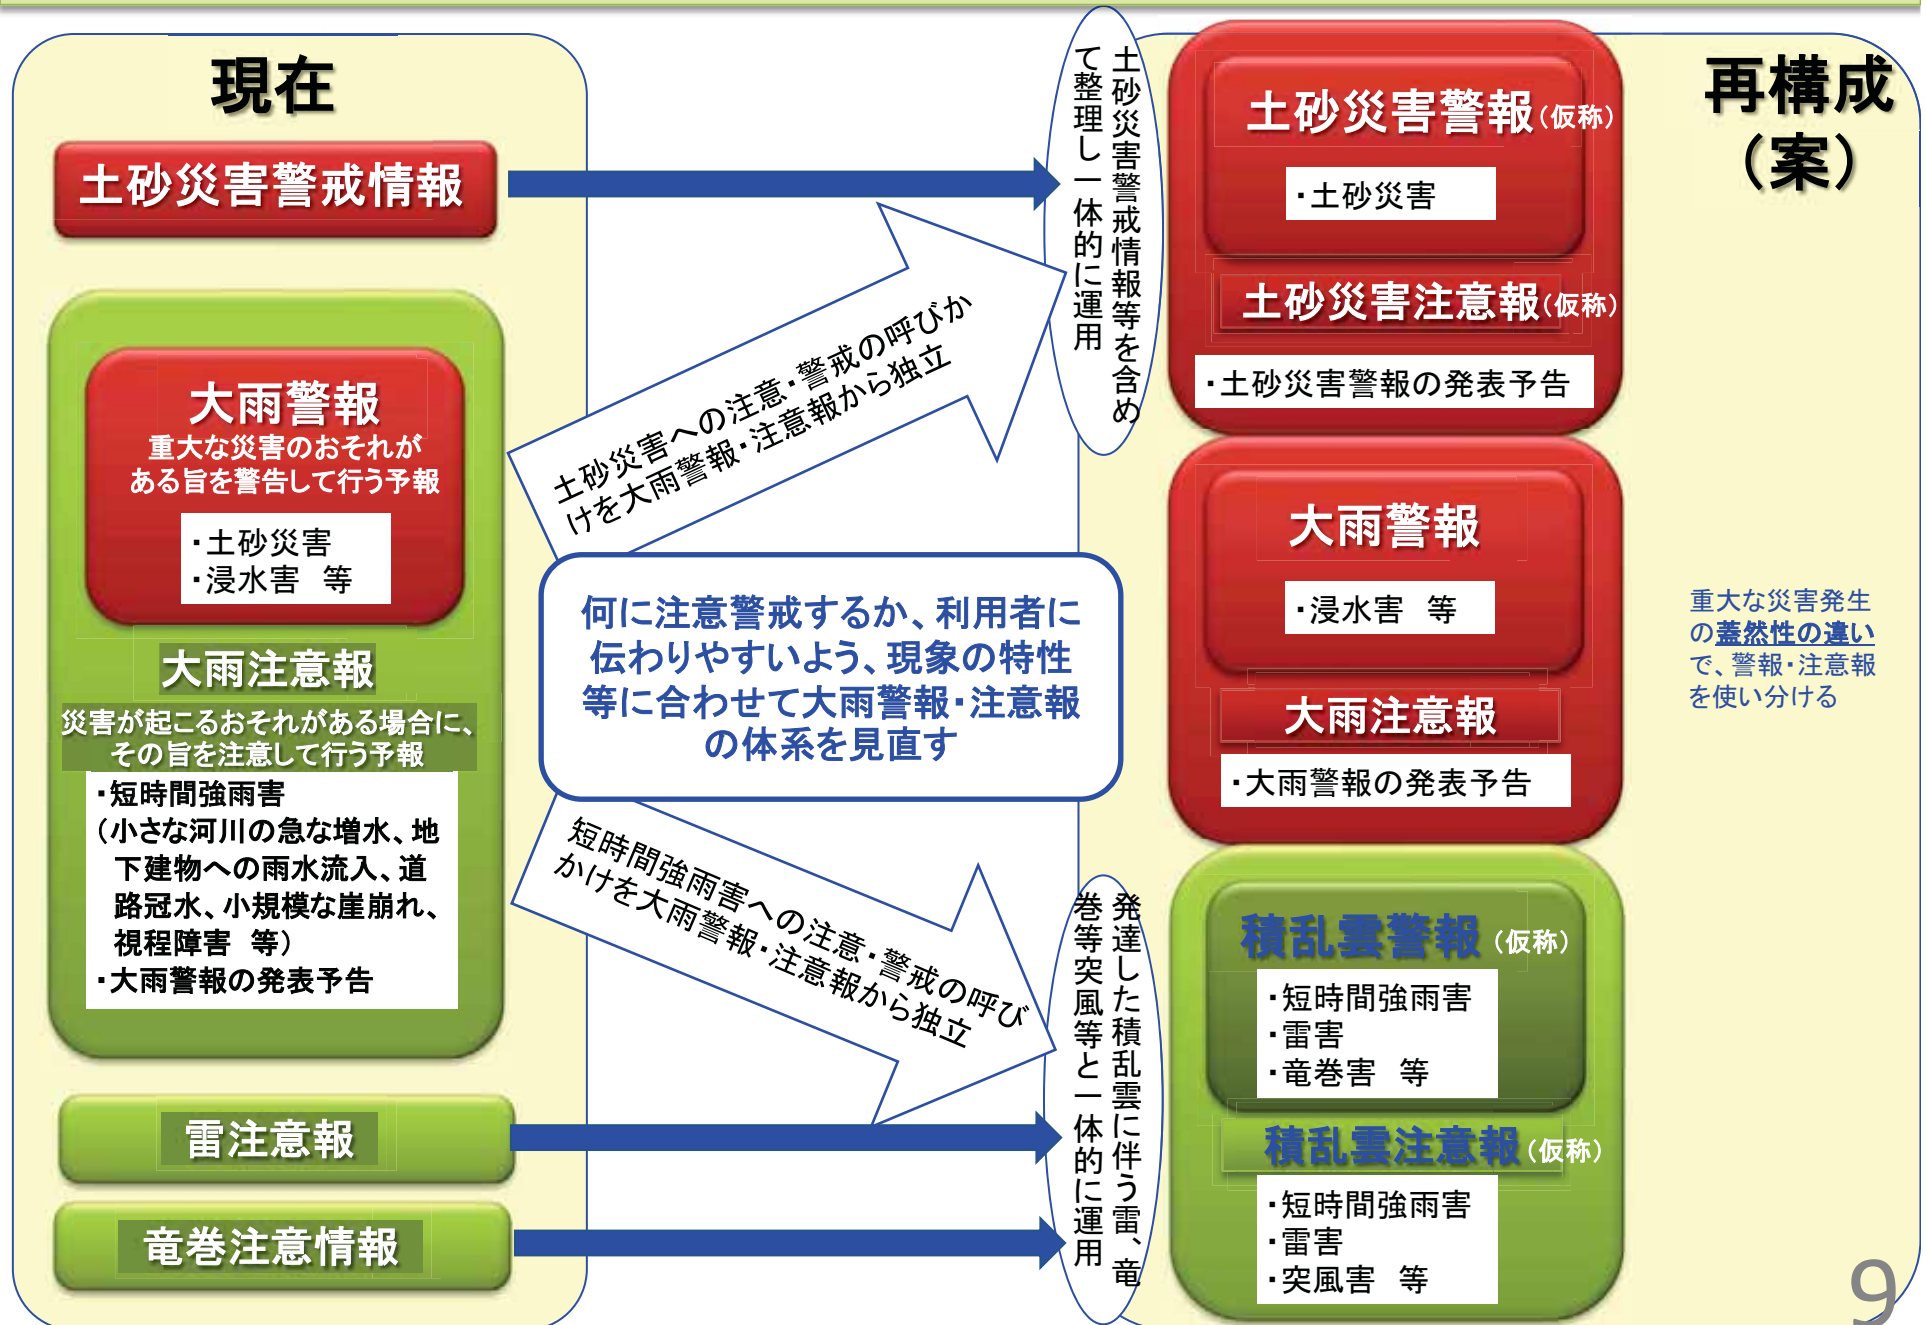 現在
土砂災害警戒情報
大雨警報
重大な災害のおそれが
ある旨を警告して行う予報
・土砂災害
・浸水害　等
大雨注意報
災害が起こるおそれがある場合に、
その旨を注意して行う予報
・短時間強雨害
（小さな河川の急な増水、地
下建物への雨水流入、道
路冠水、小規模な崖崩れ、
視程障害　等）
・大雨警報の発表予告
雷注意報
竜巻注意情報
土砂災害への注意・警戒の呼びか
けを大雨警報・注意報から独立
何に注意警戒するか、利用者に
伝わりやすいよう、現象の特性
等に合わせて大雨警報・注意報
の体系を見直す
短時間強雨害への注意・警戒の呼び
かけを大雨警報・注意報から独立
土砂災害警戒情報等を含め
て整理し一体的に運用
発達した積乱雲に伴う雷、竜
巻等突風等と一体的に運用
再構成
（案）
土砂災害警報（仮称）
・土砂災害
土砂災害注意報（仮称）
・土砂災害警報の発表予告
大雨警報
・浸水害　等
大雨注意報
・大雨警報の発表予告
積乱雲警報（仮称）
・短時間強雨害
・雷害
・竜巻害　等
積乱雲注意報（仮称）
・短時間強雨害
・雷害
・突風害　等
重大な災害発生
の蓋然性の違い
で、警報・注意報
を使い分ける
9